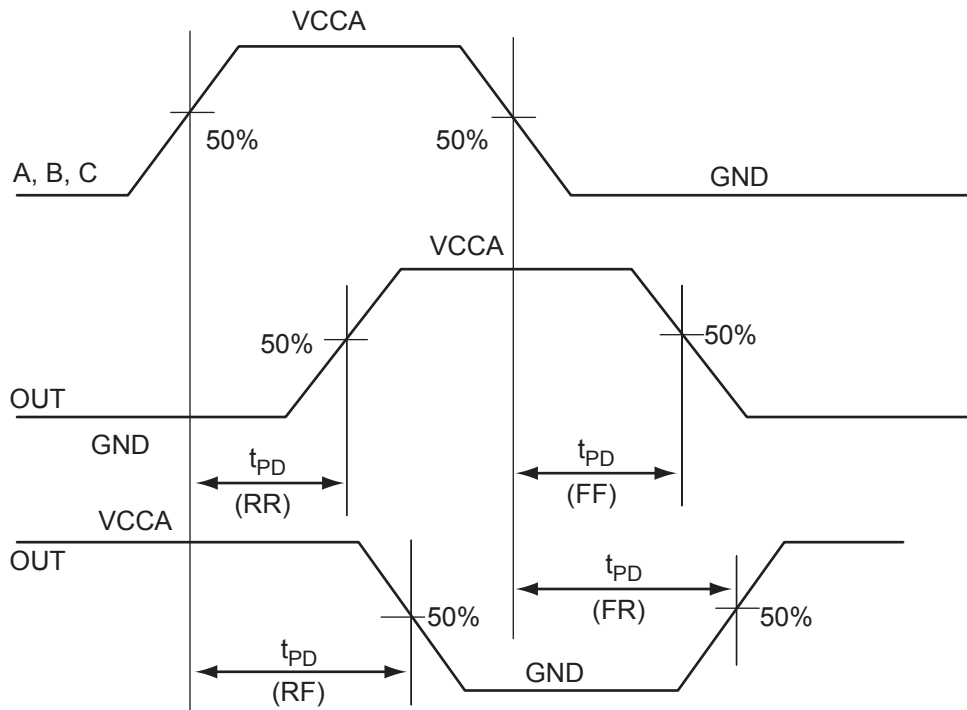 VCCA
50%
50%
A, B, C
GND
VCCA
50%
50%
OUT
GND
tPD
(RR)
tPD
(FF)
VCCA
OUT
tPD
(FR)
50%
50%
tPD
(RF)
GND